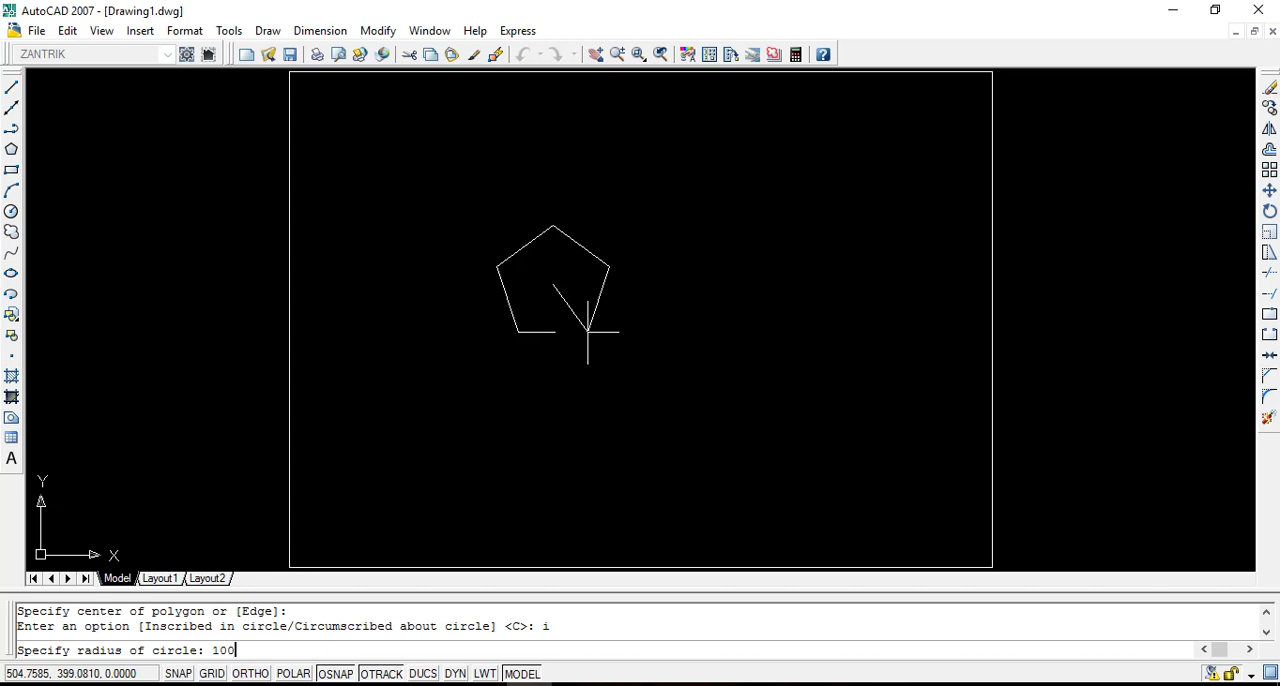 AutoCAD 2007 - [Drawing1.dwg]
File Edit View Insert Format Tools Draw Dimension Modify Window Help Express
ZANTRIK
A
Y
X
Model Layout1 Layout2
Specify center of polygon or [Edge]:
Enter an option [Inscribed in circle/Circumscribed about circle] <C>: i
Specify radius of circle: 100
504.7585, 399.0810, 0.0000 SNAP GRID ORTHO POLAR OSNAP OTRACK DUCS DYN LWT MODEL